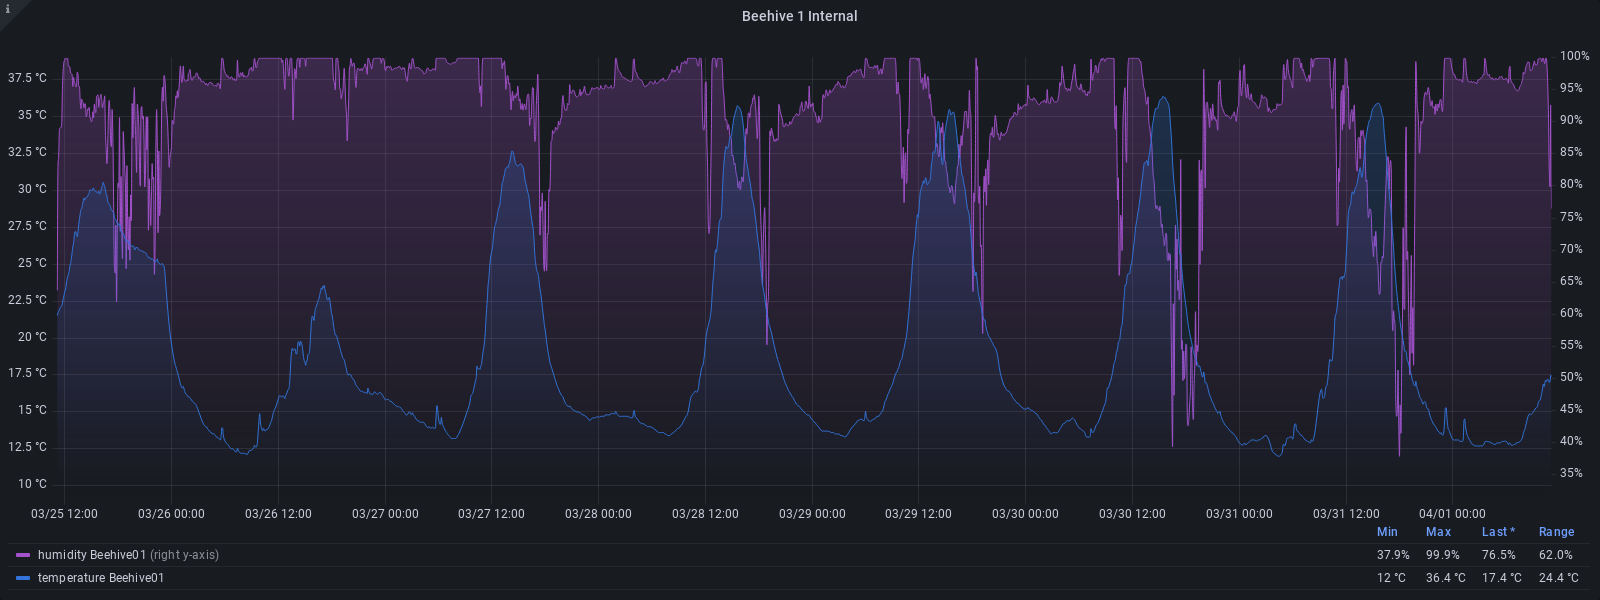 i
Beehive 1 Internal
37.5 °C
35 °C
32.5 °C
30 °C
27.5 °C
25 °C
22.5 °C
20 °C
17.5 °C
15 °C
12.5 °C
10 °C
100%
95%
90%
85%
80%
75%
70%
65%
60%
55%
50%
45%
40%
35%
03/25 12:00 03/26 00:00 03/26 12:00 03/27 00:00 03/27 12:00 03/28 00:00 03/28 12:00 03/29 00:00 03/29 12:00 03/30 00:00 03/30 12:00 03/31 00:00 03/31 12:00 04/01 00:00
Min Max Last * Range
humidity Beehive01 (right y-axis) 37.9% 99.9% 76.5% 62.0%
temperature Beehive01 12 °C 36.4 °C 17.4 °C 24.4 °C